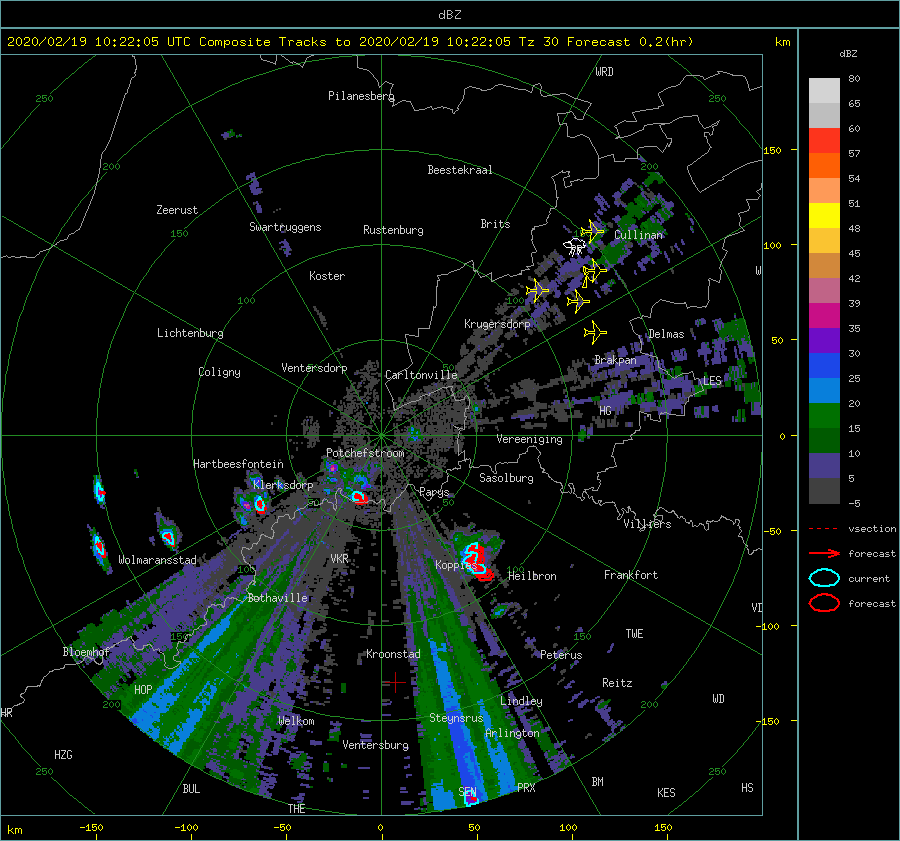 dBZ
2020/02/19 10:22:05 UTC Composite Tracks to 2020/02/19 10:22:05 Tz 30 Forecast 0.2(hr)
km
dBZ
WRD
80
250
Pilanesberg
250
65
60
150
57
200
Beestekraal
200
54
Zeerust
51
Swartruggens
Rustenburg
Brits
150
Cullinan
48
100
45
Koster
42
100
100
39
Krugersdorp
Lichtenburg
Delmas
50
35
Brakpan
30
Coligny
Ventersdorp
Carltonville
LES
25
HG
20
Vereeniging
0
15
Potchefstroom
Hartbeesfontein
10
Klerksdorp
Sasolburg
5
Parys
50
50
-5
Villiers
-50
vsection
Wolmaransstad
VKR
Koppies
forecast
100
100
Heilbron
Frankfort
current
Bothaville
VD
forecast
-100
150
150
TWE
Bloemhof
Kroonstad
Peterus
HOP
Reitz
WD
200
Lindley
200
HR
Welkom
Steynsrus
-150
Arlington
Ventersburg
HZG
250
250
BM
BUL
SEN
PRX
KES
HS
THE
km
-150
-100
-50
0
50
100
150